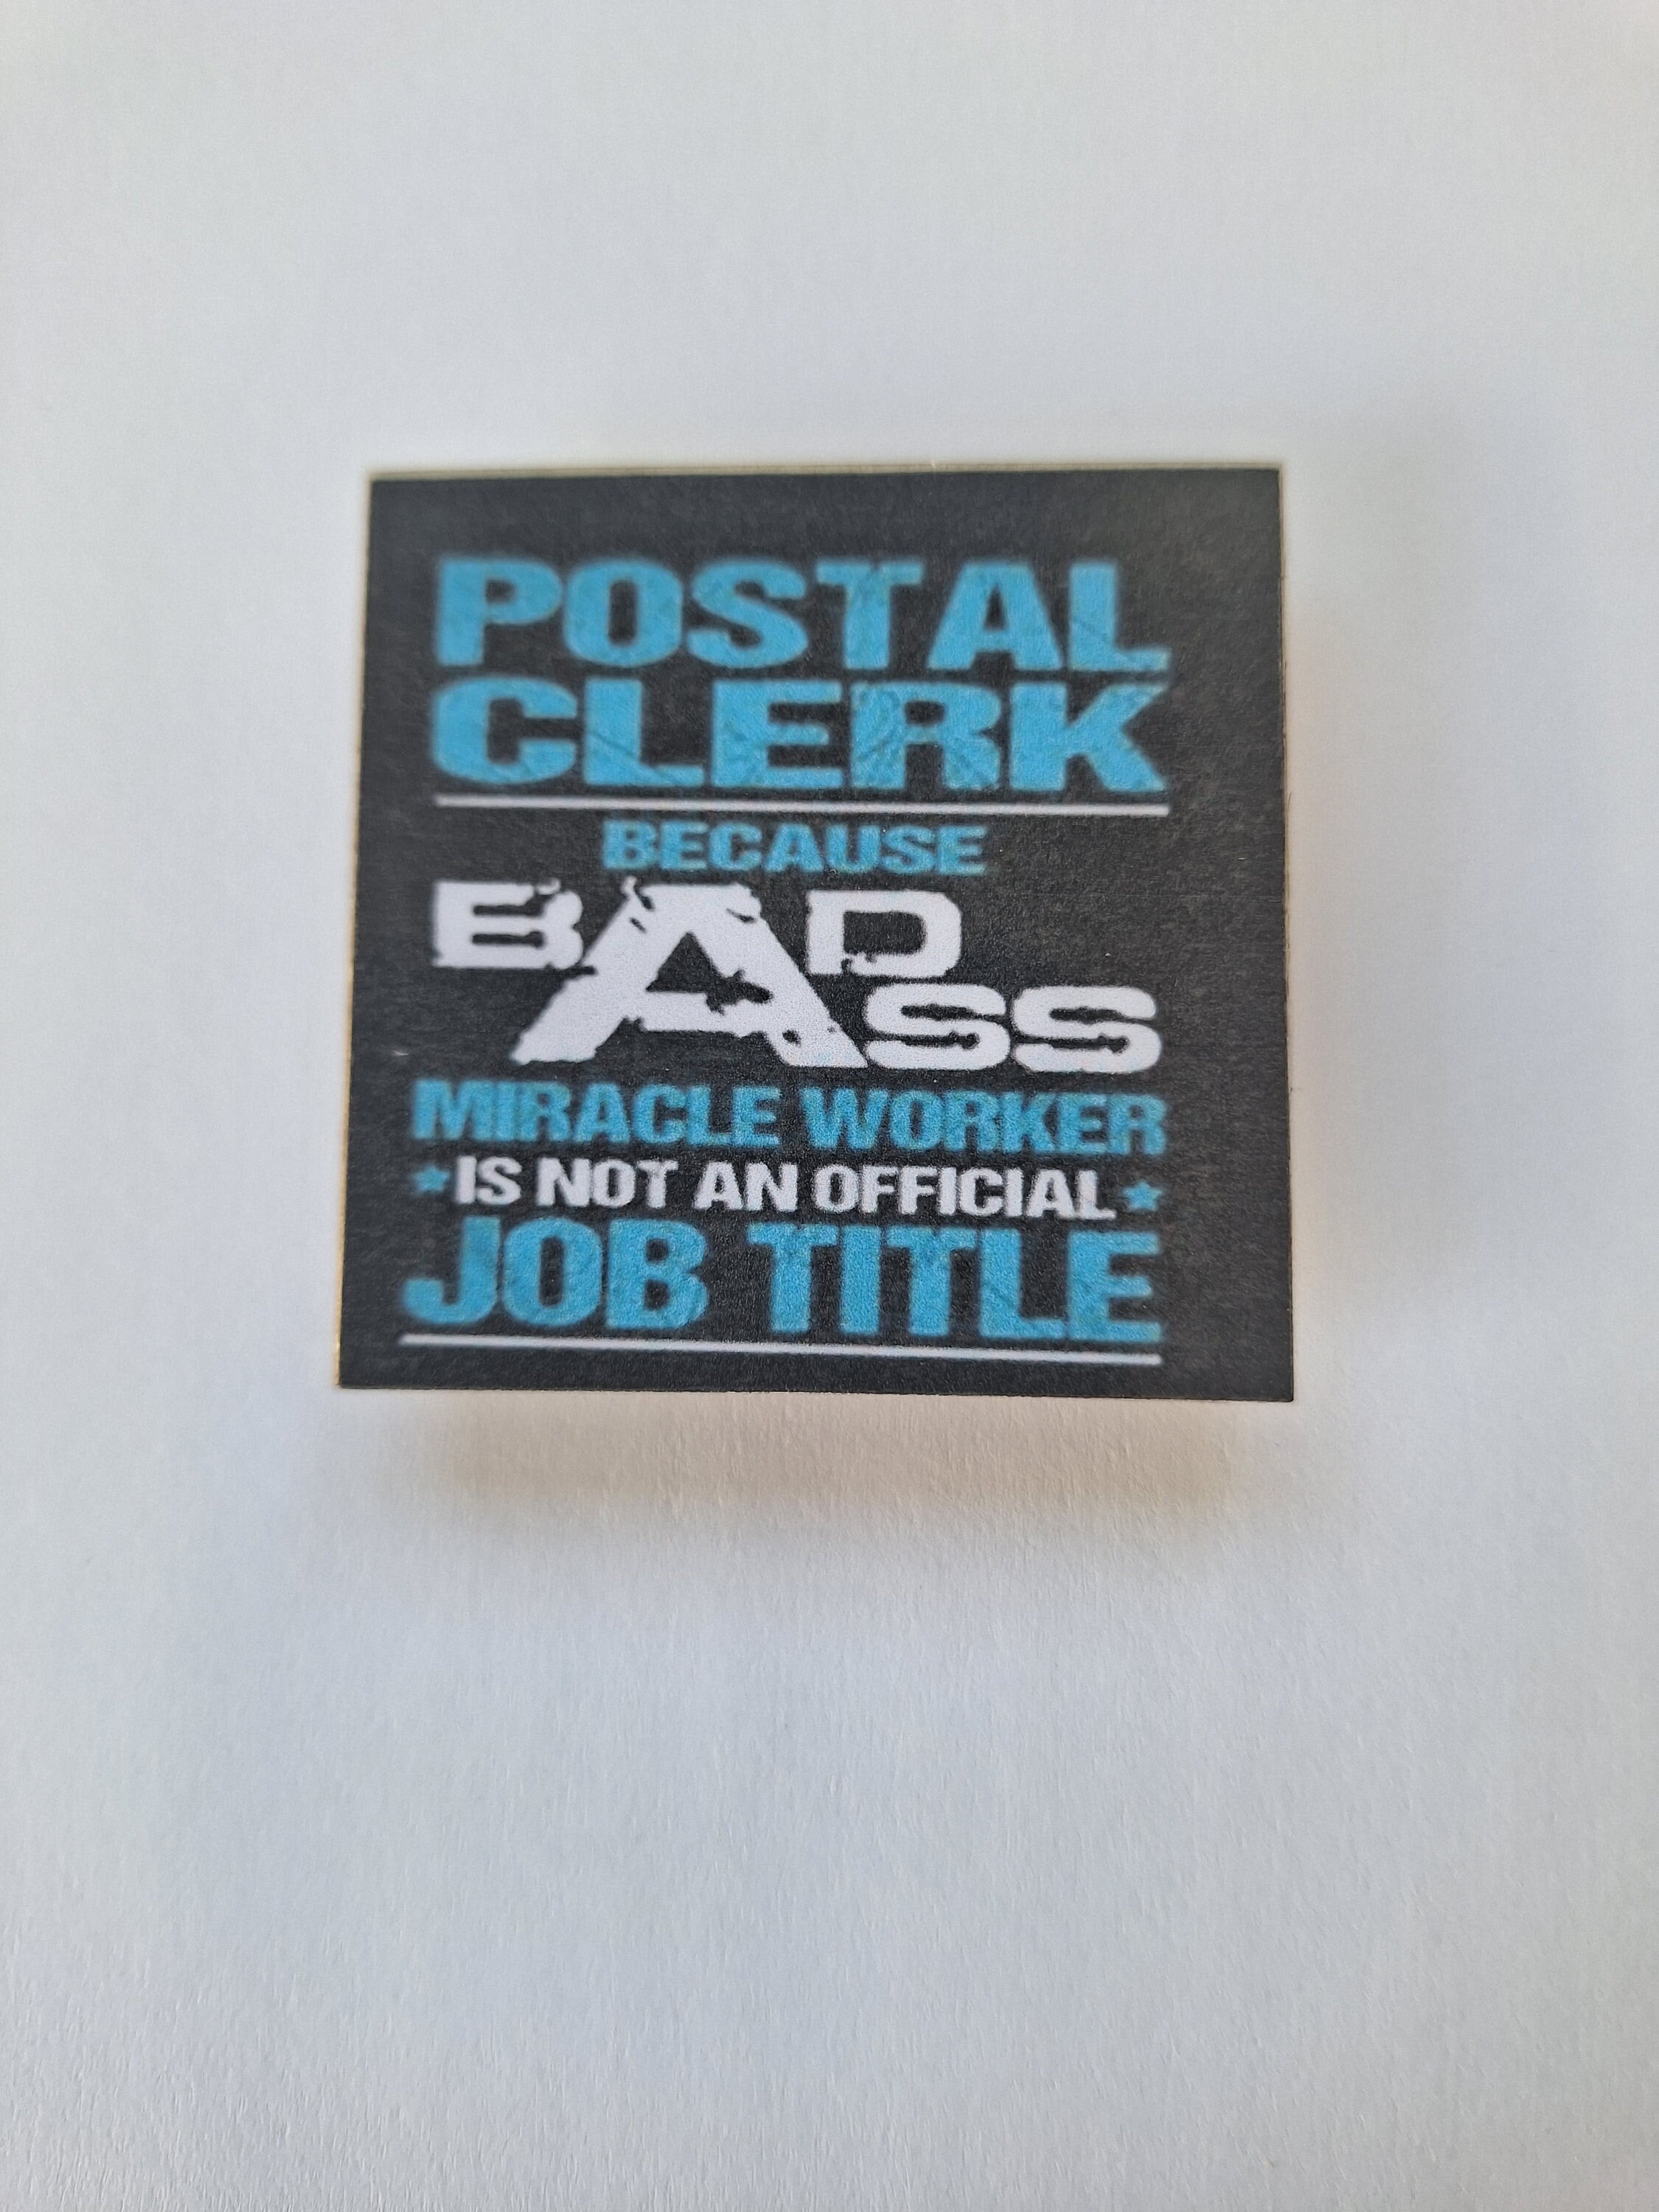 POSTAL
CLERK
BECAUSE
BAD
ASS
MIRACLE WORKER
IS NOT AN OFFICIAL
JOB TITLE